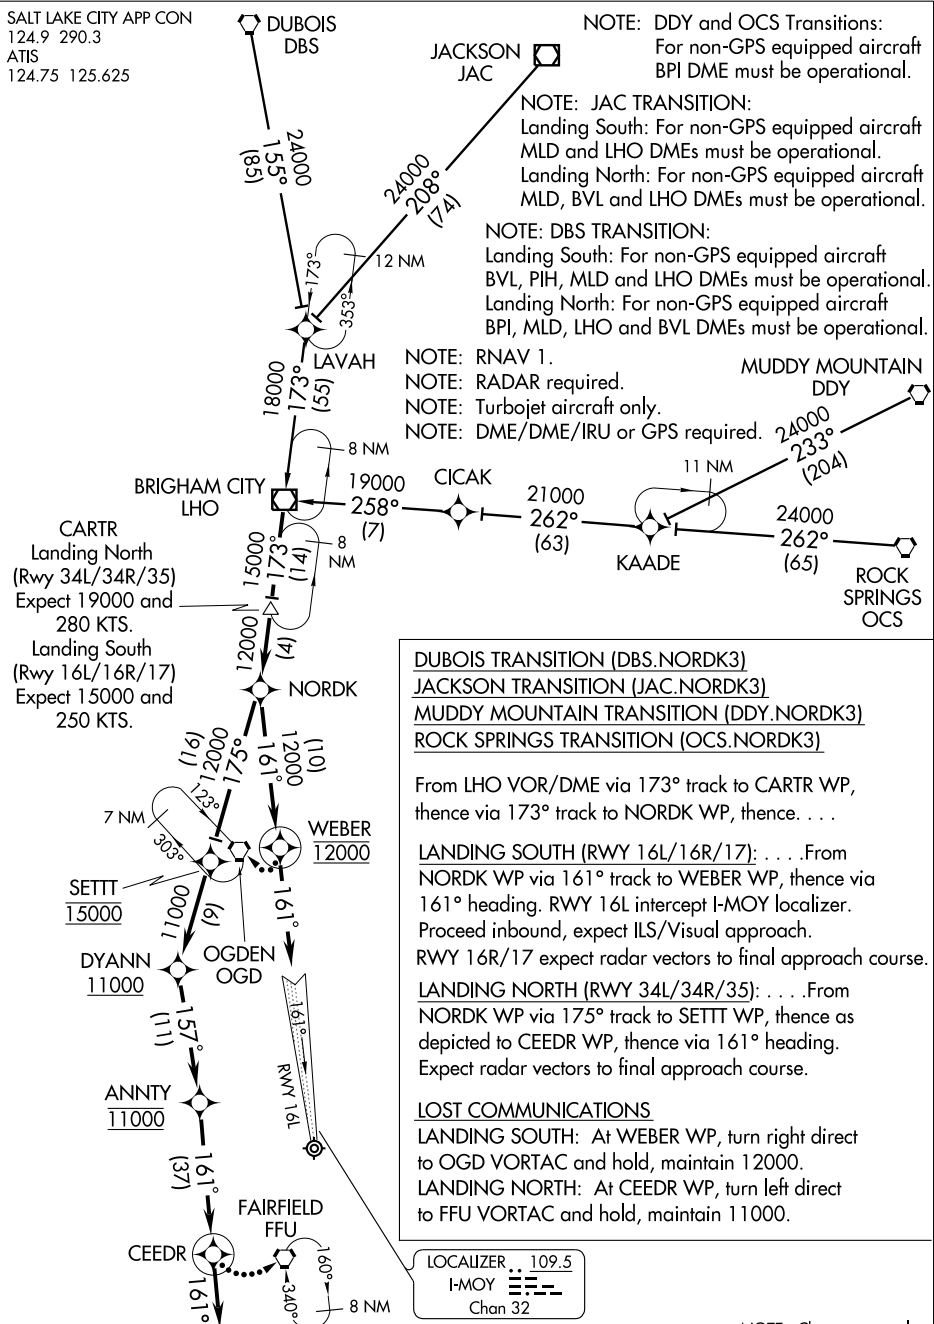 SALT LAKE CITY APP CON
124.9 290.3
ATIS
124.75 125.625
DUBOIS
DBS
JACKSON
JAC
NOTE: DDY and OCS Transitions:
For non-GPS equipped aircraft
BPI DME must be operational.
NOTE: JAC TRANSITION:
Landing South: For non-GPS equipped aircraft
MLD and LHO DMEs must be operational.
Landing North: For non-GPS equipped aircraft
MLD, BVL and LHO DMEs must be operational.
NOTE: DBS TRANSITION:
Landing South: For non-GPS equipped aircraft
BVL, PIH, MLD and LHO DMEs must be operational.
Landing North: For non-GPS equipped aircraft
BPI, MLD, LHO and BVL DMEs must be operational.
NOTE: RNAV 1.
NOTE: RADAR required.
NOTE: Turbojet aircraft only.
NOTE: DME/DME/IRU or GPS required.
24000
155°
(85)
24000
208°
(74)
173°
353°
12 NM
LAVAH
18000
173°
(55)
8 NM
MUDDY MOUNTAIN
DDY
24000
233°
(204)
11 NM
BRIGHAM CITY
LHO
19000
258°
(7)
CICAK
21000
262°
(63)
KAADE
24000
262°
(65)
ROCK
SPRINGS
OCS
CARTR
Landing North
(Rwy 34L/34R/35)
Expect 19000 and
280 KTS.
Landing South
(Rwy 16L/16R/17)
Expect 15000 and
250 KTS.
15000
173°
(14)
8
NM
12000
(4)
NORDK
(16)
12000
175°
(10)
12000
161°
7 NM
123°
303°
WEBER
12000
SETTT
15000
OGDEN
OGD
11000
(9)
161°
DYANN
11000
157°
(11)
161°
RWY 16L
ANNTY
11000
161°
(37)
FAIRFIELD
FFU
CEEDR
160°
340°
8 NM
161°
LOCALIZER 109.5
I-MOY
Chan 32
DUBOIS TRANSITION (DBS.NORDK3)
JACKSON TRANSITION (JAC.NORDK3)
MUDDY MOUNTAIN TRANSITION (DDY.NORDK3)
ROCK SPRINGS TRANSITION (OCS.NORDK3)
From LHO VOR/DME via 173° track to CARTR WP,
thence via 173° track to NORDK WP, thence. . . .
LANDING SOUTH (RWY 16L/16R/17): . . . .From
NORDK WP via 161° track to WEBER WP, thence via
161° heading. RWY 16L intercept I-MOY localizer.
Proceed inbound, expect ILS/Visual approach.
RWY 16R/17 expect radar vectors to final approach course.
LANDING NORTH (RWY 34L/34R/35): . . . .From
NORDK WP via 175° track to SETTT WP, thence as
depicted to CEEDR WP, thence via 161° heading.
Expect radar vectors to final approach course.
LOST COMMUNICATIONS
LANDING SOUTH: At WEBER WP, turn right direct
to OGD VORTAC and hold, maintain 12000.
LANDING NORTH: At CEEDR WP, turn left direct
to FFU VORTAC and hold, maintain 11000.